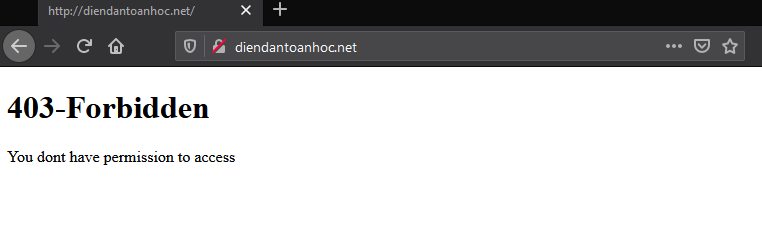 http://diendantoanhoc.net/
diendantoanhoc.net
403-Forbidden
You dont have permission to access